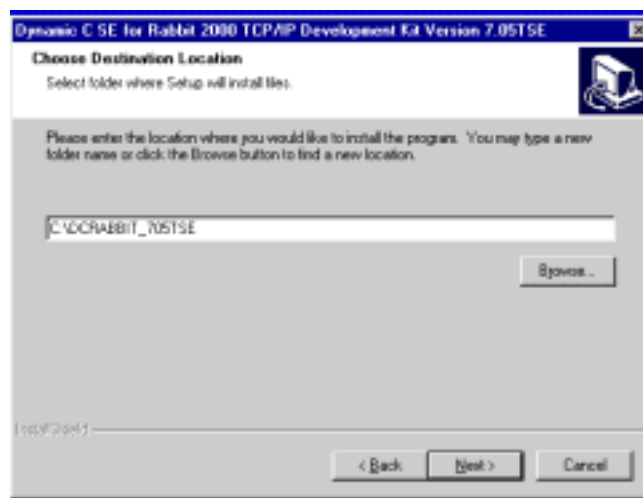 Dynamic C SE for Rabbit 2000 TCP/IP Development Kit Version 7.05TSE
Choose Destination Location
Select folder where Setup will install files.
Please enter the location where you would like to install the program. You may type a new
folder name or click the Browse button to find a new location.
C:\DCRABBIT_705TSE
Browse...
InstallShield
< Back
Next >
Cancel